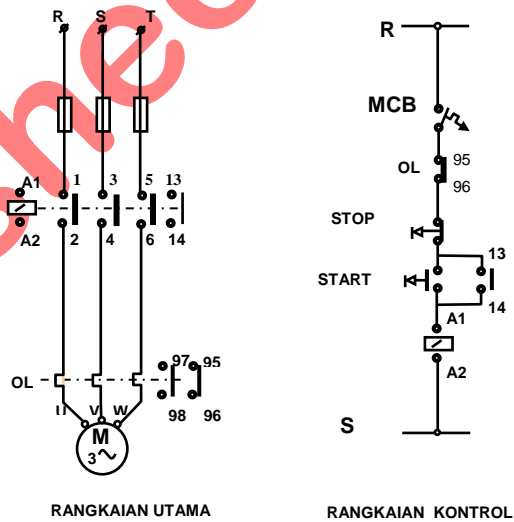 R S T
A1 1 3 5 13
A2 2 4 6 14
97 95
OL
98 96
U V W
M
3
RANGKAIAN UTAMA
R
MCB
OL 95
96
STOP
13
START
14
A1
A2
S
RANGKAIAN KONTROL